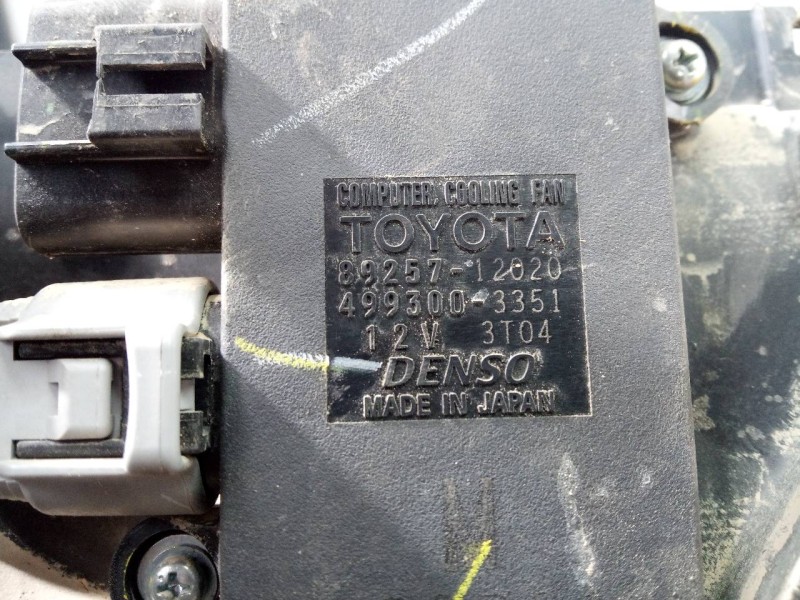 COMPUTER, COOLING FAN
TOYOTA
89257-12020
499300-3351
12V 3T04
DENSO
MADE IN JAPAN